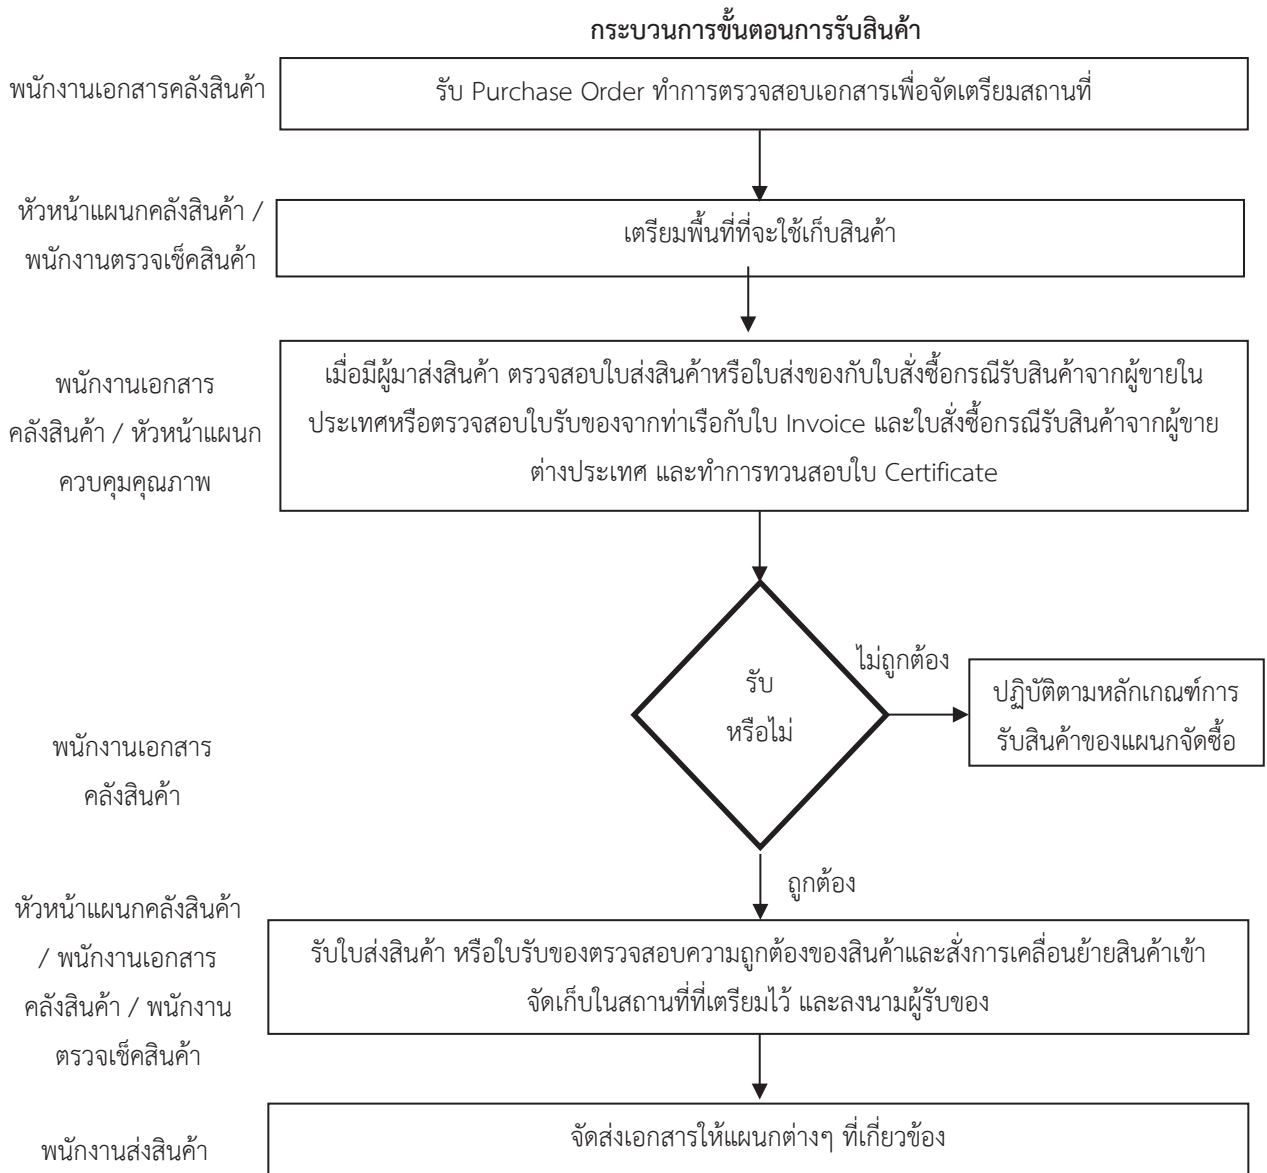 กระบวนการขั้นตอนการรับสินค้า
พนักงานเอกสารคลังสินค้า
รับ Purchase Order ทำการตรวจสอบเอกสารเพื่อจัดเตรียมสถานที่
หัวหน้าแผนกคลังสินค้า /
พนักงานตรวจเช็คสินค้า
เตรียมพื้นที่ที่จะใช้เก็บสินค้า
พนักงานเอกสาร
คลังสินค้า / หัวหน้าแผนก
ควบคุมคุณภาพ
เมื่อมีผู้มาส่งสินค้า ตรวจสอบใบส่งสินค้าหรือใบส่งของกับใบสั่งซื้อกรณีรับสินค้าจากผู้ขายใน
ประเทศหรือตรวจสอบใบรับของจากท่าเรือกับใบ Invoice และใบสั่งซื้อกรณีรับสินค้าจากผู้ขาย
ต่างประเทศ และทำการทวนสอบใบ Certificate
พนักงานเอกสาร
คลังสินค้า
รับ
หรือไม่
ไม่ถูกต้อง
ปฏิบัติตามหลักเกณฑ์การ
รับสินค้าของแผนกจัดซื้อ
ถูกต้อง
หัวหน้าแผนกคลังสินค้า
/ พนักงานเอกสาร
คลังสินค้า / พนักงาน
ตรวจเช็คสินค้า
รับใบส่งสินค้า หรือใบรับของตรวจสอบความถูกต้องของสินค้าและสั่งการเคลื่อนย้ายสินค้าเข้า
จัดเก็บในสถานที่ที่เตรียมไว้ และลงนามผู้รับของ
พนักงานส่งสินค้า
จัดส่งเอกสารให้แผนกต่างๆ ที่เกี่ยวข้อง